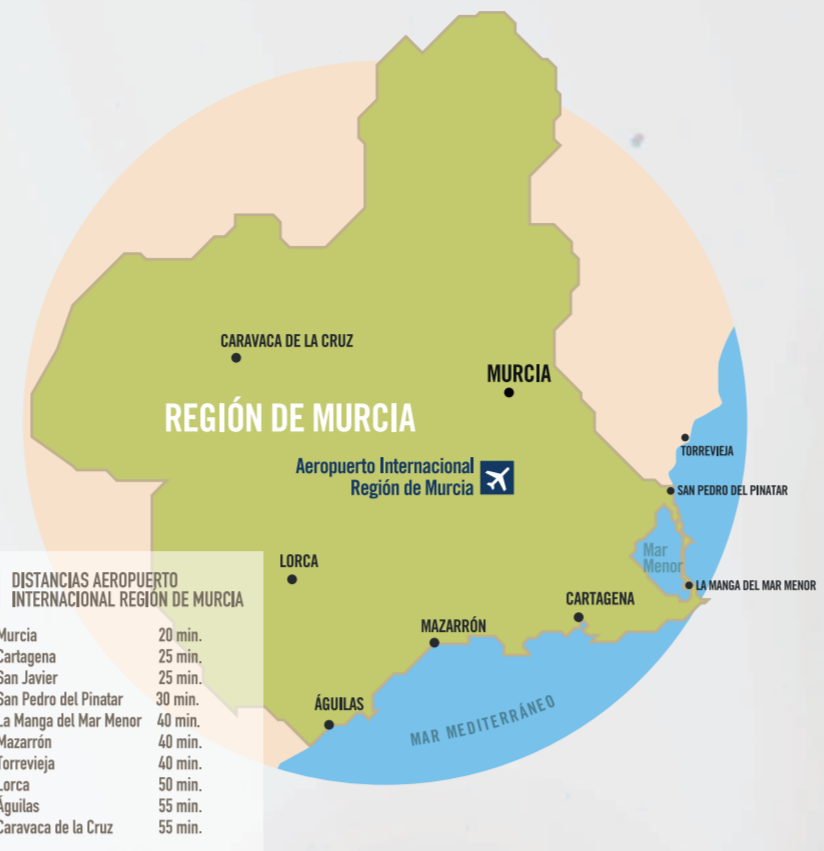 CARAVACA DE LA CRUZ
MURCIA
REGIÓN DE MURCIA
TORREVIEJA
Aeropuerto Internacional
Región de Murcia
SAN PEDRO DEL PINATAR
Mar
Menor
LORCA
LA MANGA DEL MAR MENOR
CARTAGENA
MAZARRÓN
ÁGUILAS
MAR MEDITERRÁNEO
DISTANCIAS AEROPUERTO
INTERNACIONAL REGIÓN DE MURCIA
Murcia 20 min.
Cartagena 25 min.
San Javier 25 min.
San Pedro del Pinatar 30 min.
La Manga del Mar Menor 40 min.
Mazarrón 40 min.
Torrevieja 40 min.
Lorca 50 min.
Águilas 55 min.
Caravaca de la Cruz 55 min.